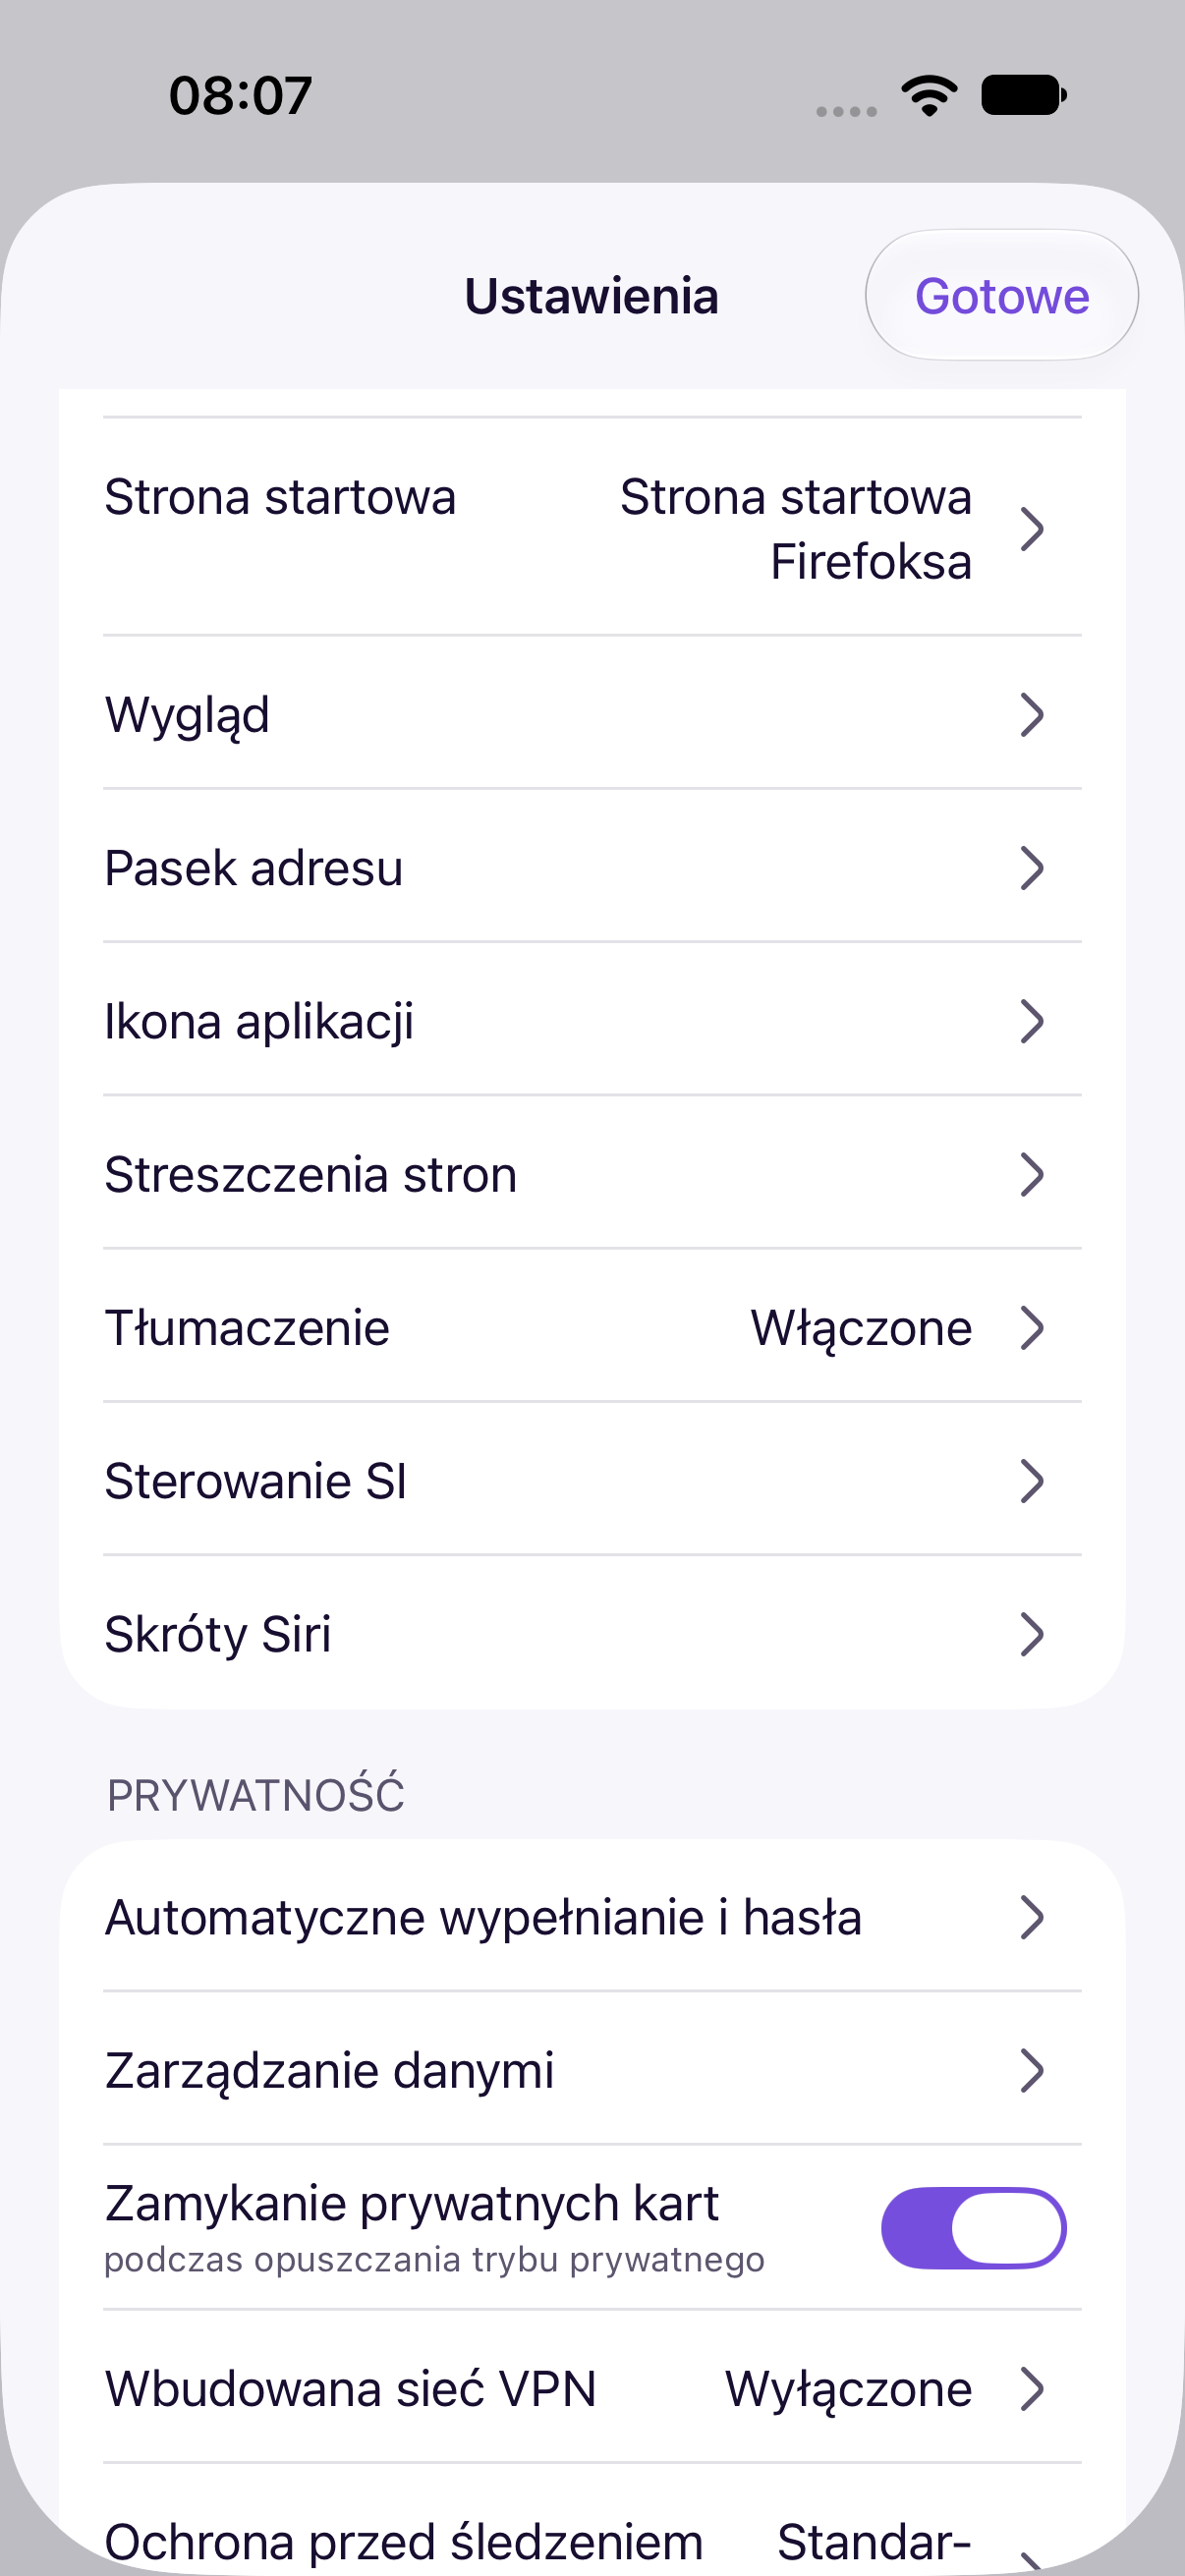 08:07
Ustawienia
Gotowe
Strona startowa
Strona startowa
Firefoksa
Wygląd
Pasek adresu
Ikona aplikacji
Streszczenia stron
Tłumaczenie
Włączone
Sterowanie SI
Skróty Siri
PRYWATNOŚĆ
Automatyczne wypełnianie i hasła
Zarządzanie danymi
Zamykanie prywatnych kart
podczas opuszczania trybu prywatnego
Wbudowana sieć VPN
Wyłączone
Ochrona przed śledzeniem
Standar-